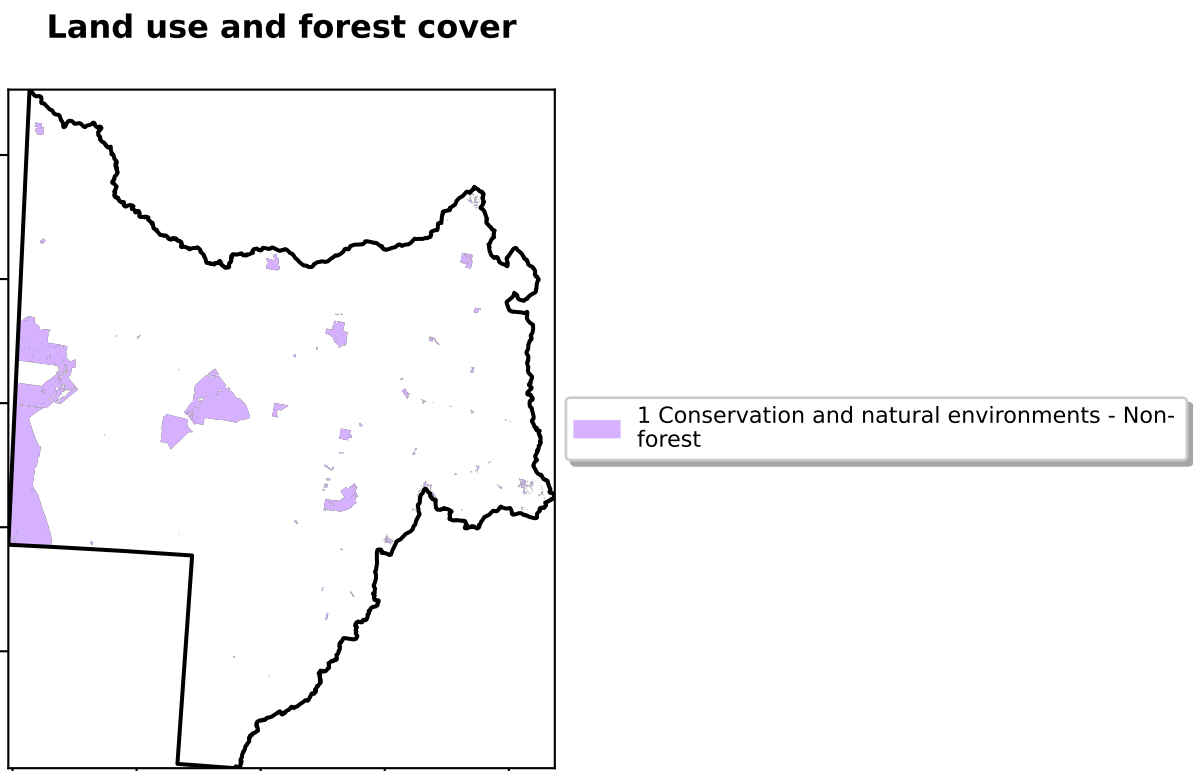 Land use and forest cover
1 Conservation and natural environments - Non-
forest